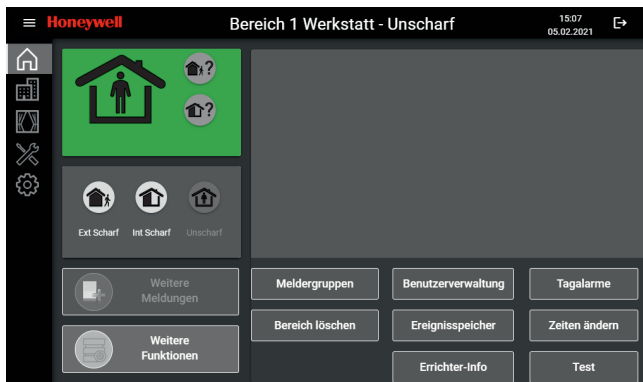 Honeywell
Bereich 1 Werkstatt - Unscharf
15:07
05.02.2021
?
?
Ext Scharf
Int Scharf
Unscharf
Weitere
Meldungen
Weitere
Funktionen
Meldergruppen
Benutzerverwaltung
Tagalarme
Bereich löschen
Ereignisspeicher
Zeiten ändern
Errichter-Info
Test